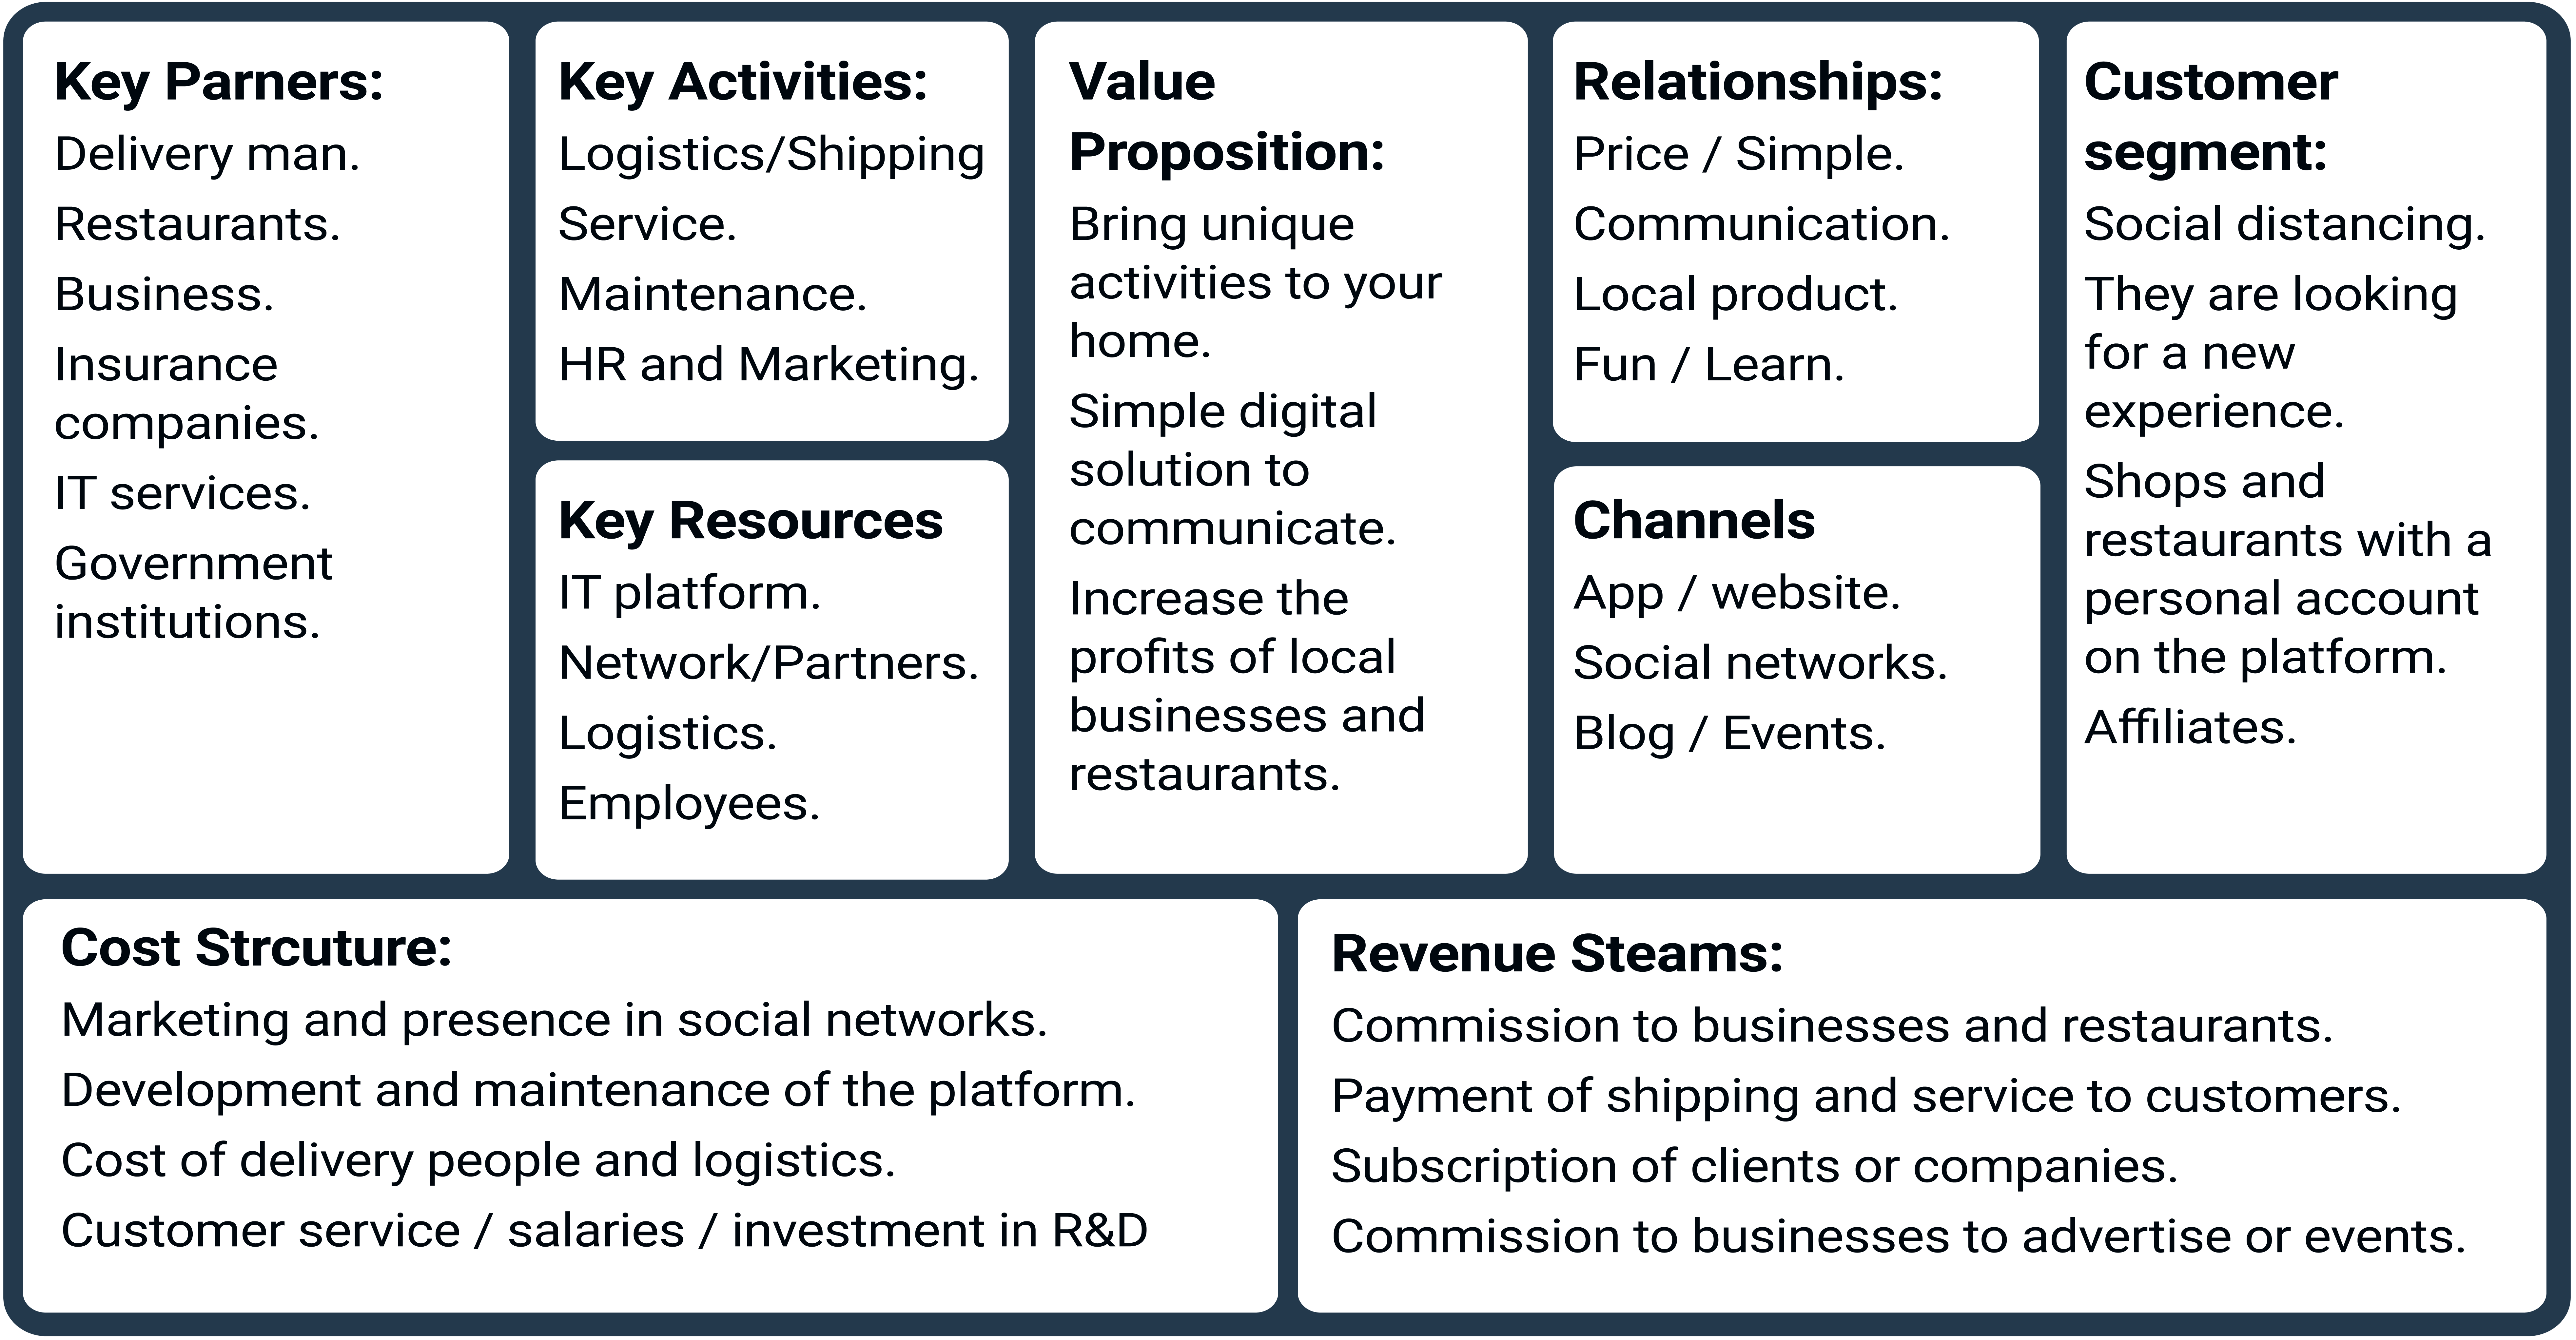 Key Parners:
Delivery man.
Restaurants.
Business.
Insurance
companies.
IT services.
Government
institutions.
Key Activities:
Logistics/Shipping
Service.
Maintenance.
HR and Marketing.
Key Resources
IT platform.
Network/Partners.
Logistics.
Employees.
Value
Proposition:
Bring unique
activities to your
home.
Simple digital
solution to
communicate.
Increase the
profits of local
businesses and
restaurants.
Relationships:
Price / Simple.
Communication.
Local product.
Fun / Learn.
Channels
App / website.
Social networks.
Blog / Events.
Customer
segment:
Social distancing.
They are looking
for a new
experience.
Shops and
restaurants with a
personal account
on the platform.
Affiliates.
Cost Strcuture:
Marketing and presence in social networks.
Development and maintenance of the platform.
Cost of delivery people and logistics.
Customer service / salaries / investment in R&D
Revenue Steams:
Commission to businesses and restaurants.
Payment of shipping and service to customers.
Subscription of clients or companies.
Commission to businesses to advertise or events.